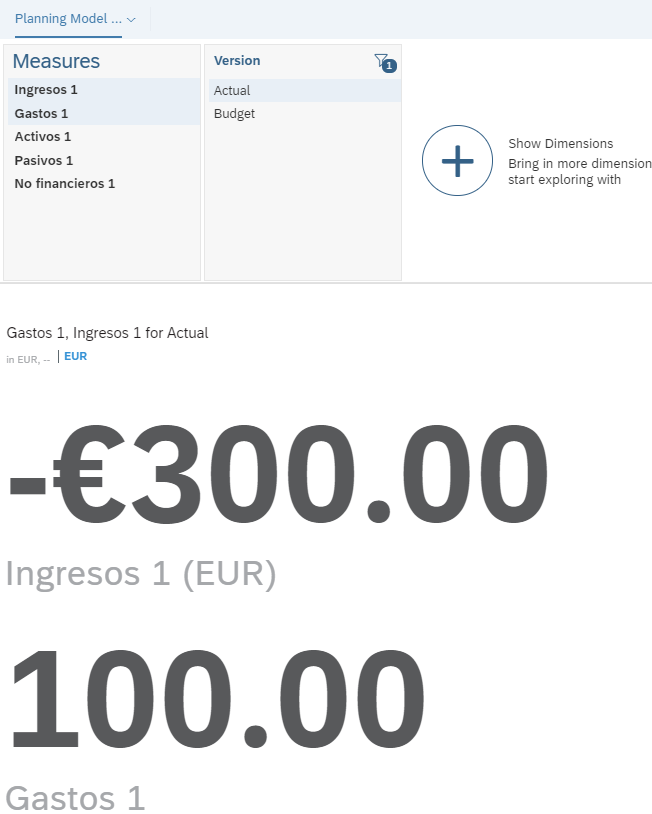 Planning Model ...
Measures
Ingresos 1
Gastos 1
Activos 1
Pasivos 1
No financieros 1
Version
1
Actual
Budget
Show Dimensions
Bring in more dimension
start exploring with
Gastos 1, Ingresos 1 for Actual
in EUR, -- | EUR
-€300.00
Ingresos 1 (EUR)
100.00
Gastos 1